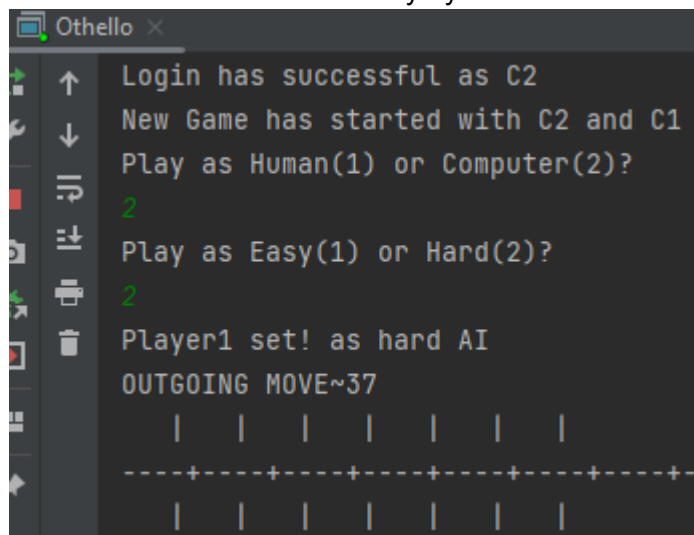 Othello
Login has successful as C2
New Game has started with C2 and C1
Play as Human(1) or Computer(2)?
2
Play as Easy(1) or Hard(2)?
2
Player1 set! as hard AI
OUTGOING MOVE~37
| | | | | | |
----+----+----+----+----+----+----+-
| | | | | | |